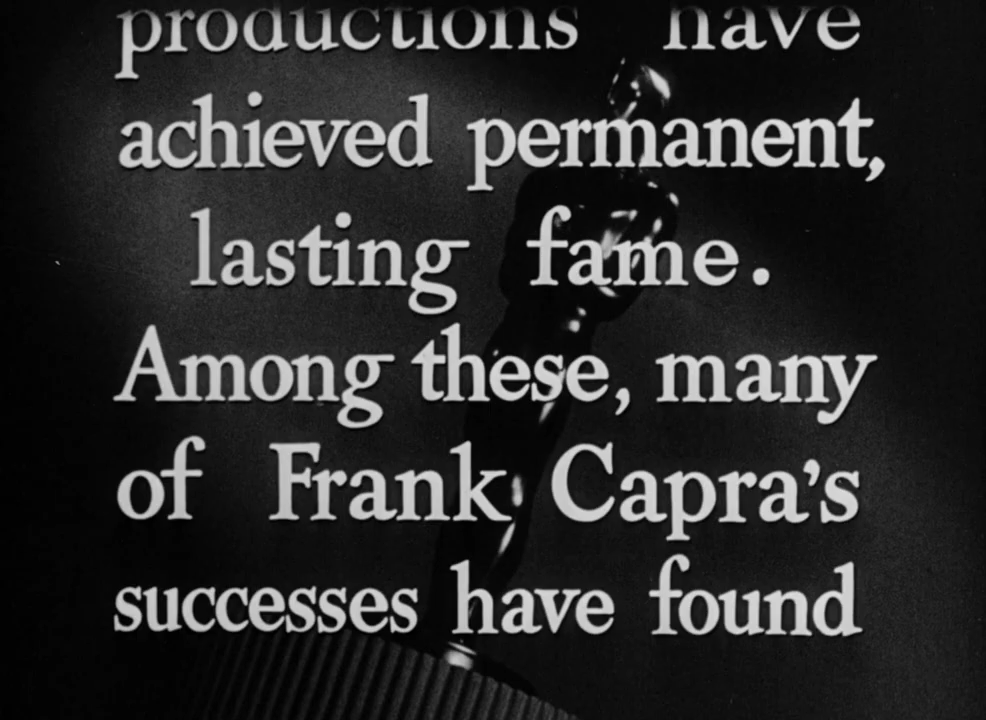 productions have
achieved permanent,
lasting fame.
Among these, many
of Frank Capra's
successes have found